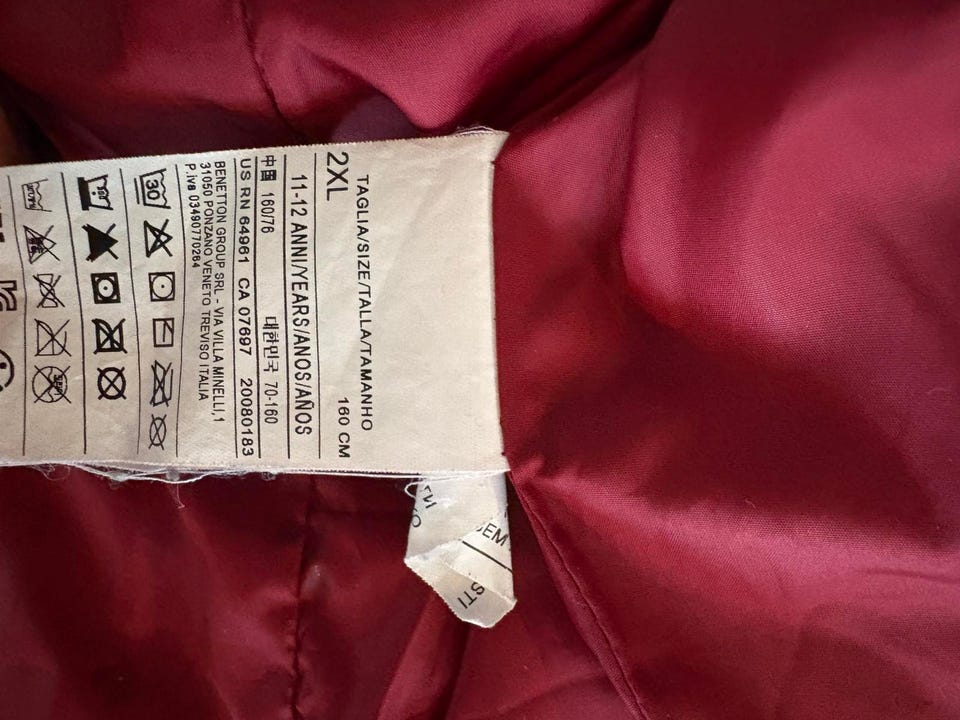 TAGLIA/SIZE/TALLA/TAMANHO
2XL 160 CM
11-12 ANNI/YEARS/ANOS/AÑOS
中国 160/76 대한민국 70-160
US RN 64961 CA 07697 20080183
BENETTON GROUP SRL - VIA VILLA MINELLI,1
31050 PONZANO VENETO TREVISO ITALIA
P.iva 03490770284
30